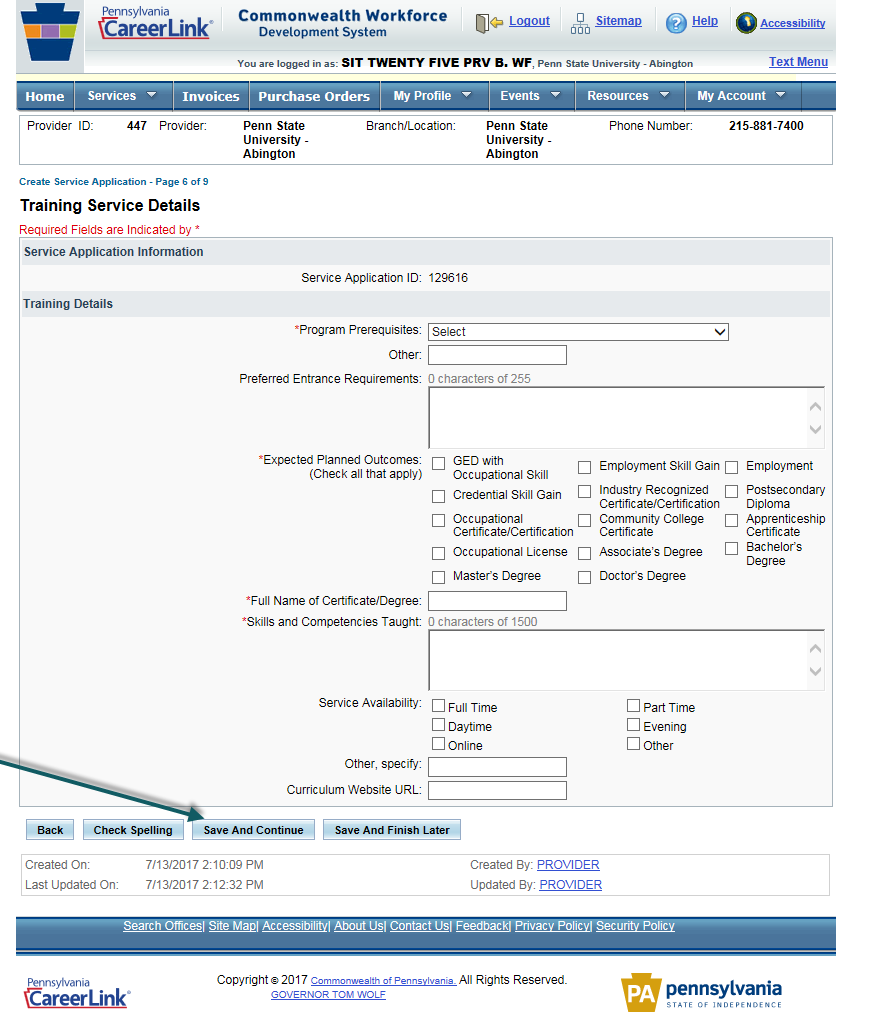 Pennsylvania
CareerLink®
Commonwealth Workforce
Development System
Logout
Sitemap
Help
Accessibility
You are logged in as: SIT TWENTY FIVE PRV B. WF, Penn State University - Abington
Text Menu
Home Services Invoices Purchase Orders My Profile Events Resources My Account
Provider ID: 447 Provider: Penn State Branch/Location: Penn State Phone Number: 215-881-7400
University - University -
Abington Abington
Create Service Application - Page 6 of 9
Training Service Details
Required Fields are Indicated by *
Service Application Information
Service Application ID: 129616
Training Details
*Program Prerequisites: Select
Other:
Preferred Entrance Requirements: 0 characters of 255
*Expected Planned Outcomes:
(Check all that apply)
GED with
Occupational Skill
Employment Skill Gain
Employment
Credential Skill Gain
Industry Recognized
Certificate/Certification
Postsecondary
Diploma
Occupational
Certificate/Certification
Community College
Certificate
Apprenticeship
Certificate
Occupational License
Associate's Degree
Bachelor's
Degree
Master's Degree
Doctor's Degree
*Full Name of Certificate/Degree:
*Skills and Competencies Taught: 0 characters of 1500
Service Availability: Full Time Part Time
Daytime Evening
Online Other
Other, specify:
Curriculum Website URL:
Back Check Spelling Save And Continue Save And Finish Later
Created On: 7/13/2017 2:10:09 PM Created By: PROVIDER
Last Updated On: 7/13/2017 2:12:32 PM Updated By: PROVIDER
Search Offices| Site Map| Accessibility| About Us| Contact Us| Feedback| Privacy Policy| Security Policy
Pennsylvania
CareerLink®
Copyright © 2017 Commonwealth of Pennsylvania. All Rights Reserved.
GOVERNOR TOM WOLF
PA pennsylvania
STATE OF INDEPENDENCE